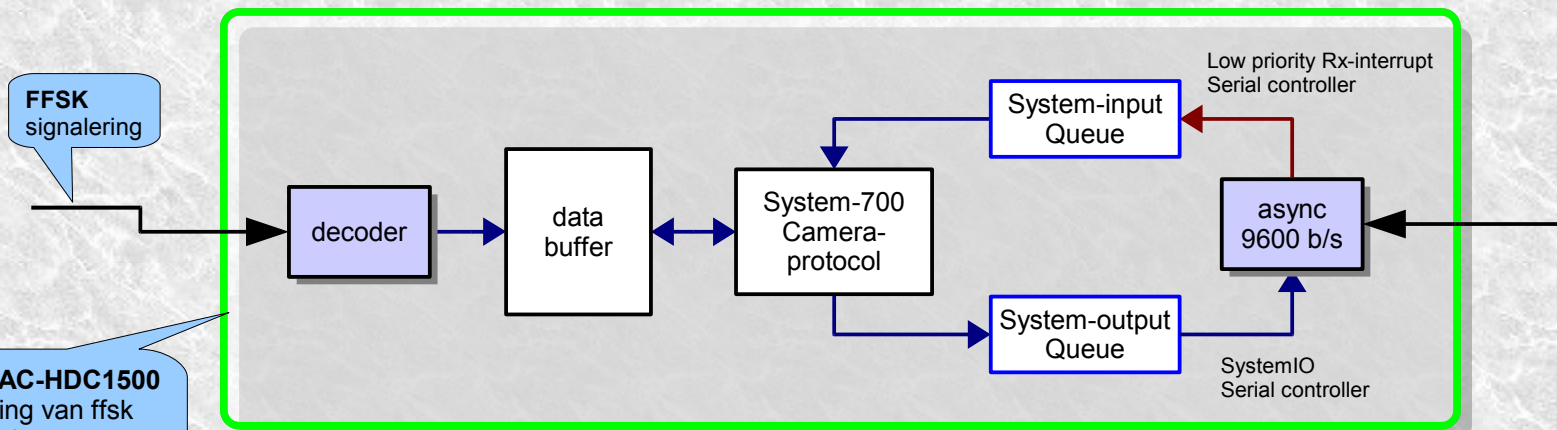 FFSK
signalering
decoder
data
buffer
System-700
Camera-
protocol
System-input
Queue
Low priority Rx-interrupt
Serial controller
async
9600 b/s
System-output
Queue
SystemIO
Serial controller
AC-HDC1500
ing van ffsk